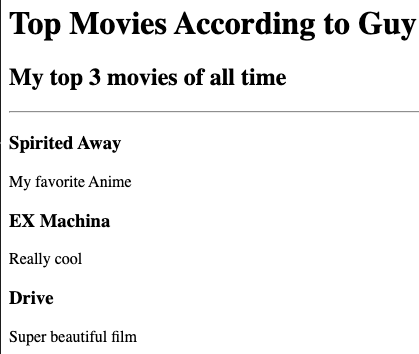 Top Movies According to Guy
My top 3 movies of all time
Spirited Away
My favorite Anime
EX Machina
Really cool
Drive
Super beautiful film